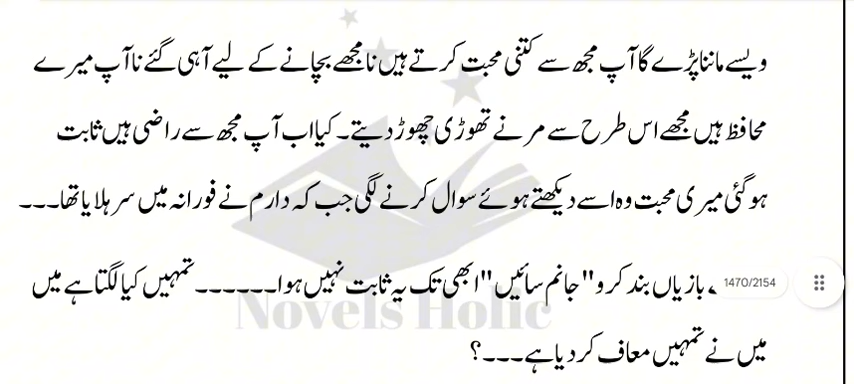 ویسے ماننا پڑے گا آپ مجھ سے کتنی محبت کرتے ہیں نا مجھے بچانے کے لیے آہی گئے نا آپ میرے
محافظ ہیں مجھے اس طرح سے مرنے تھوڑی چھوڑ دیتے۔ کیا اب آپ مجھ سے راضی ہیں ثابت
ہو گئی میری محبت وہ اسے دیکھتے ہوئے سوال کرنے لگی جب کہ دارم نے فورا نہ میں سر ہلایا تھا۔۔۔
بازیاں بند کرو "جانم سائیں" ابھی تک یہ ثابت نہیں ہوا۔۔۔۔۔۔ تمہیں کیا لگتا ہے میں
1470/2154
میں نے تمہیں معاف کر دیا ہے۔۔۔؟
Novels Holic